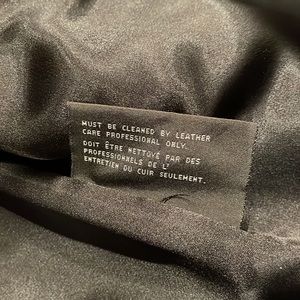 MUST BE CLEANED BY LEATHER
CARE PROFESSIONAL ONLY.
DOIT ÊTRE NETTOYÉ PAR DES
PROFESSIONNELS DE L'
ENTRETIEN DU CUIR SEULEMENT.